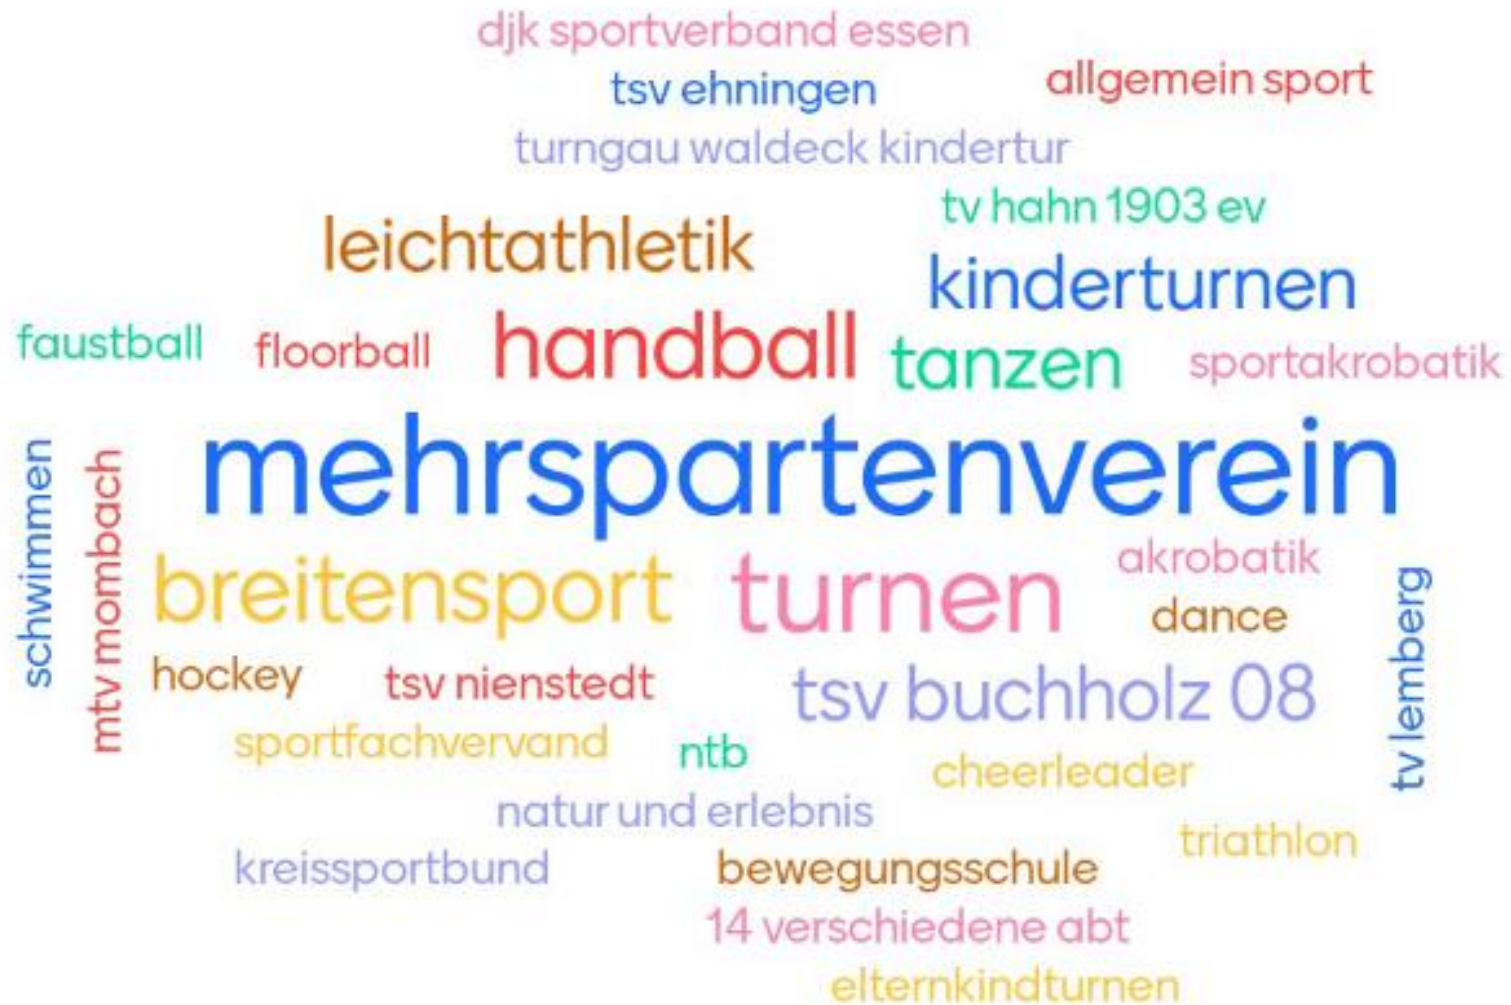 djk sportverband essen
tsv ehningen
allgemein sport
turngau waldeck kindertur
tv hahn 1903 ev
leichtathletik
kinderturnen
faustball
floorball
handball
tanzen
sportakrobatik
mehrspartenverein
schwimmen
mtv mombach
breitensport
turnen
akrobatik
dance
tv lemberg
hockey
tsv nienstedt
tsv buchholz 08
sportfachvervand
ntb
cheerleader
natur und erlebnis
triathlon
kreissportbund
bewegungsschule
14 verschiedene abt
elternkindturnen